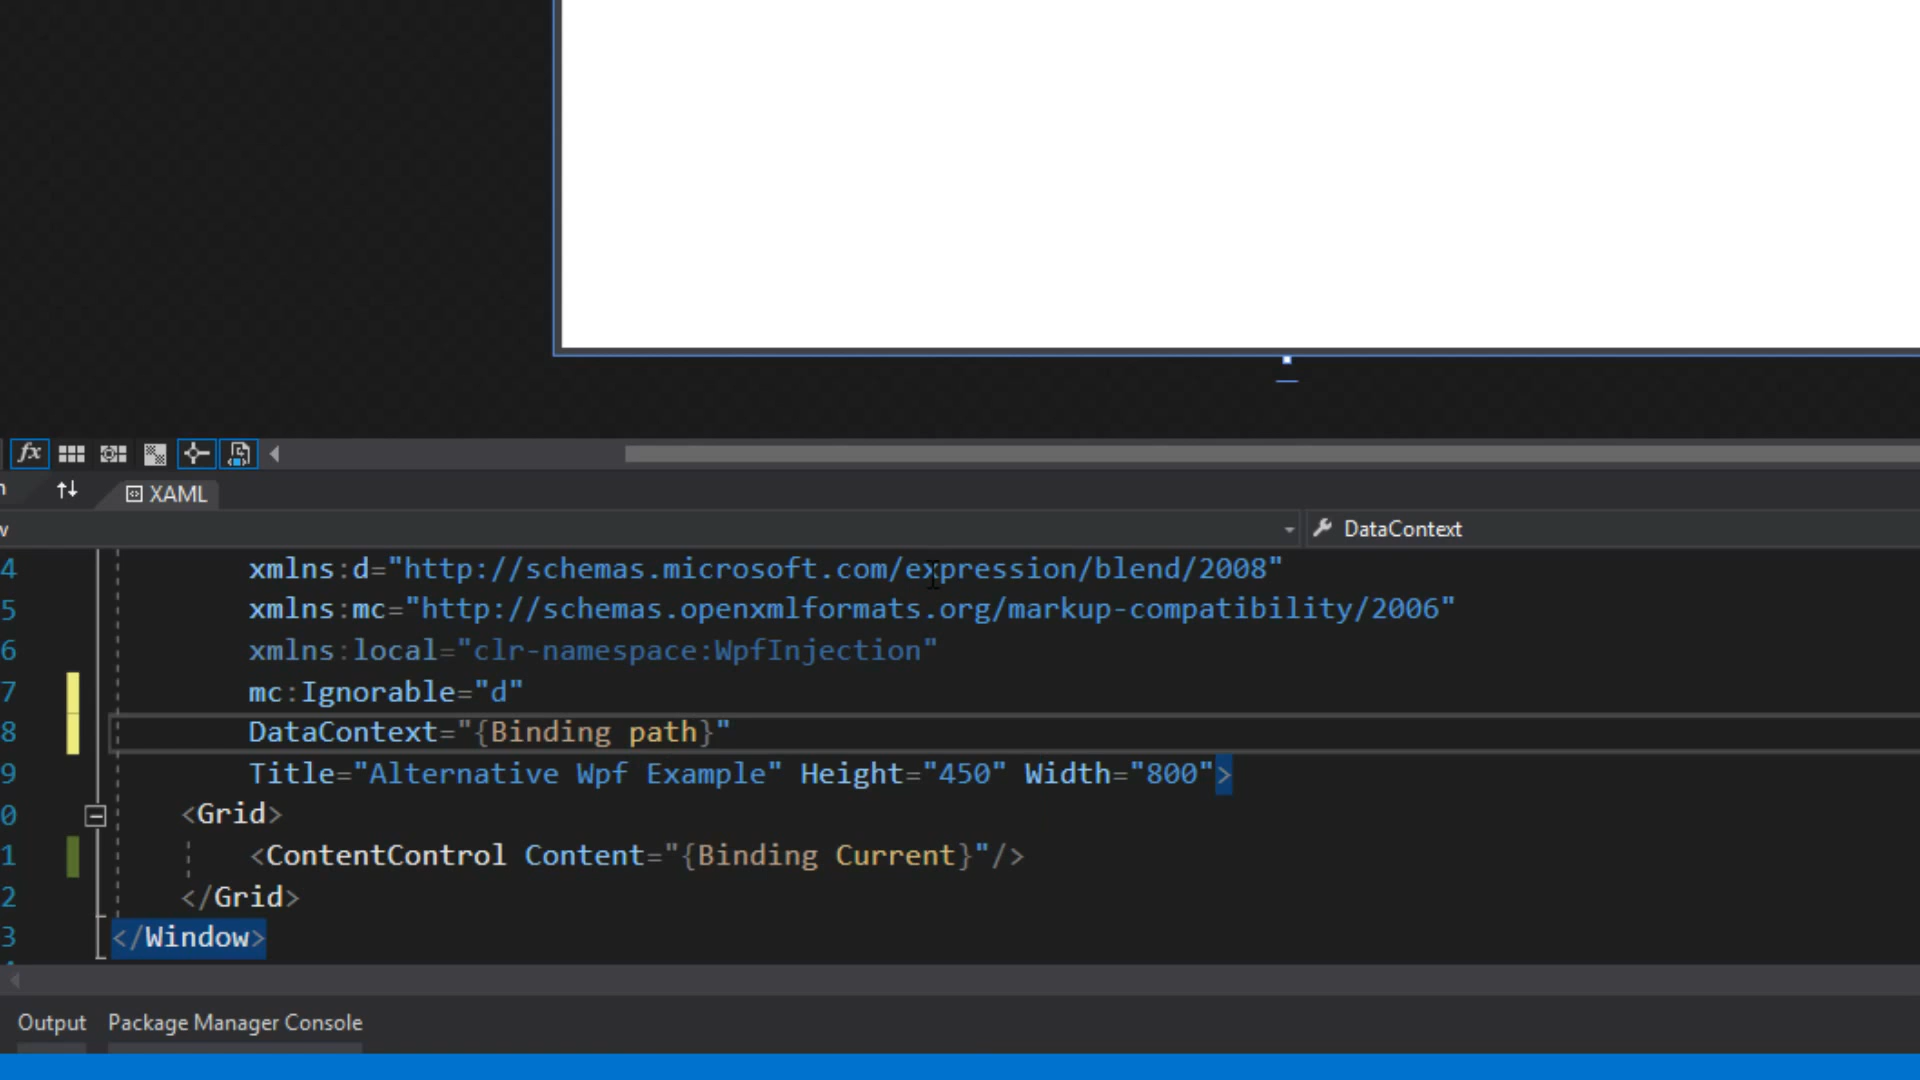 fx
n XAML
w DataContext
4 xmlns:d="http://schemas.microsoft.com/expression/blend/2008"
5 xmlns:mc="http://schemas.openxmlformats.org/markup-compatibility/2006"
6 xmlns:local="clr-namespace:WpfInjection"
7 mc:Ignorable="d"
8 DataContext="{Binding path}"
9 Title="Alternative Wpf Example" Height="450" Width="800">
0 <Grid>
1 <ContentControl Content="{Binding Current}"/>
2 </Grid>
3 </Window>
Output Package Manager Console